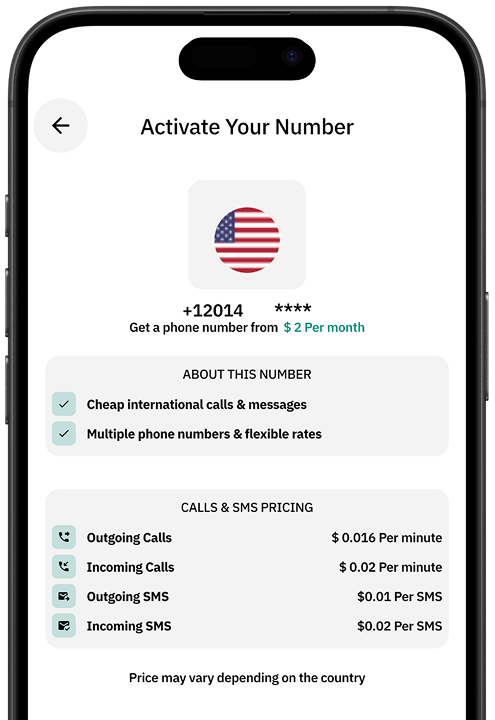 Activate Your Number
+12014 ****
Get a phone number from $ 2 Per month
ABOUT THIS NUMBER
Cheap international calls & messages
Multiple phone numbers & flexible rates
CALLS & SMS PRICING
Outgoing Calls $ 0.016 Per minute
Incoming Calls $ 0.02 Per minute
Outgoing SMS $0.01 Per SMS
Incoming SMS $0.02 Per SMS
Price may vary depending on the country